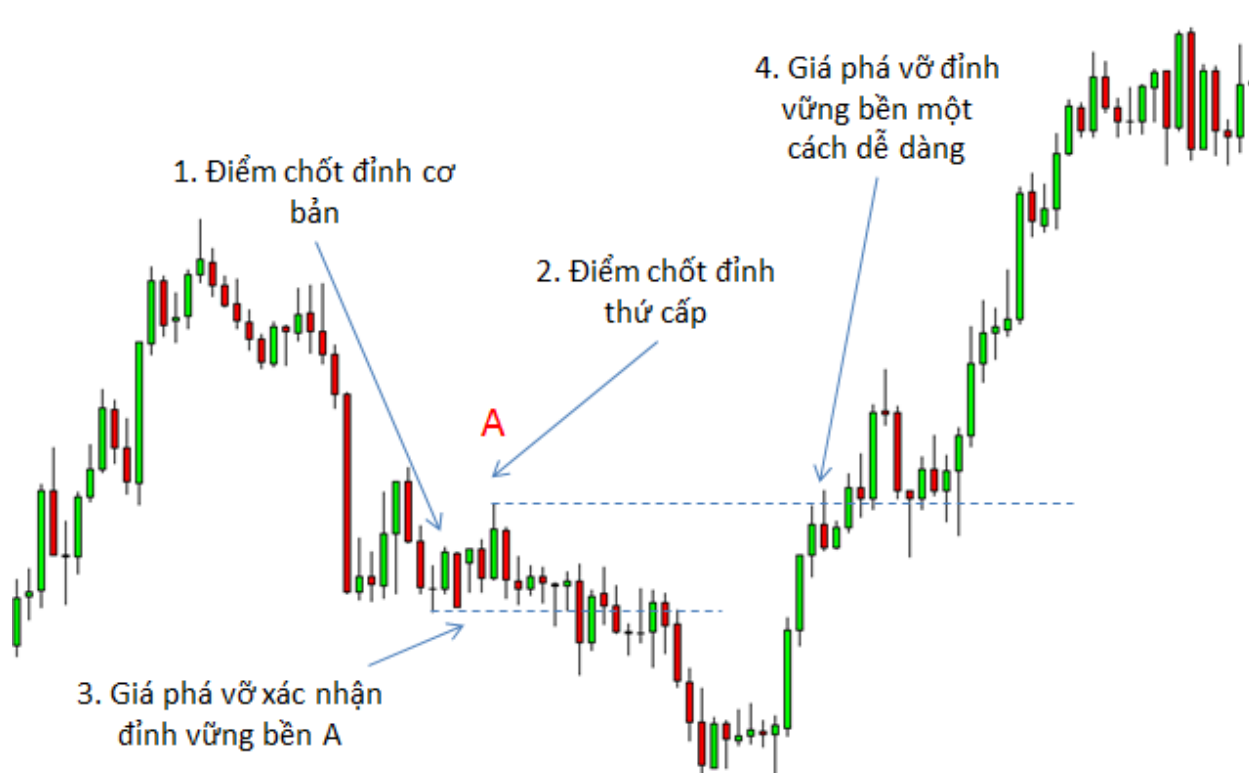 4. Giá phá vỡ đỉnh
vững bền một
cách dễ dàng
1. Điểm chốt đỉnh cơ
bản
2. Điểm chốt đỉnh
thứ cấp
A
3. Giá phá vỡ xác nhận
đỉnh vững bền A